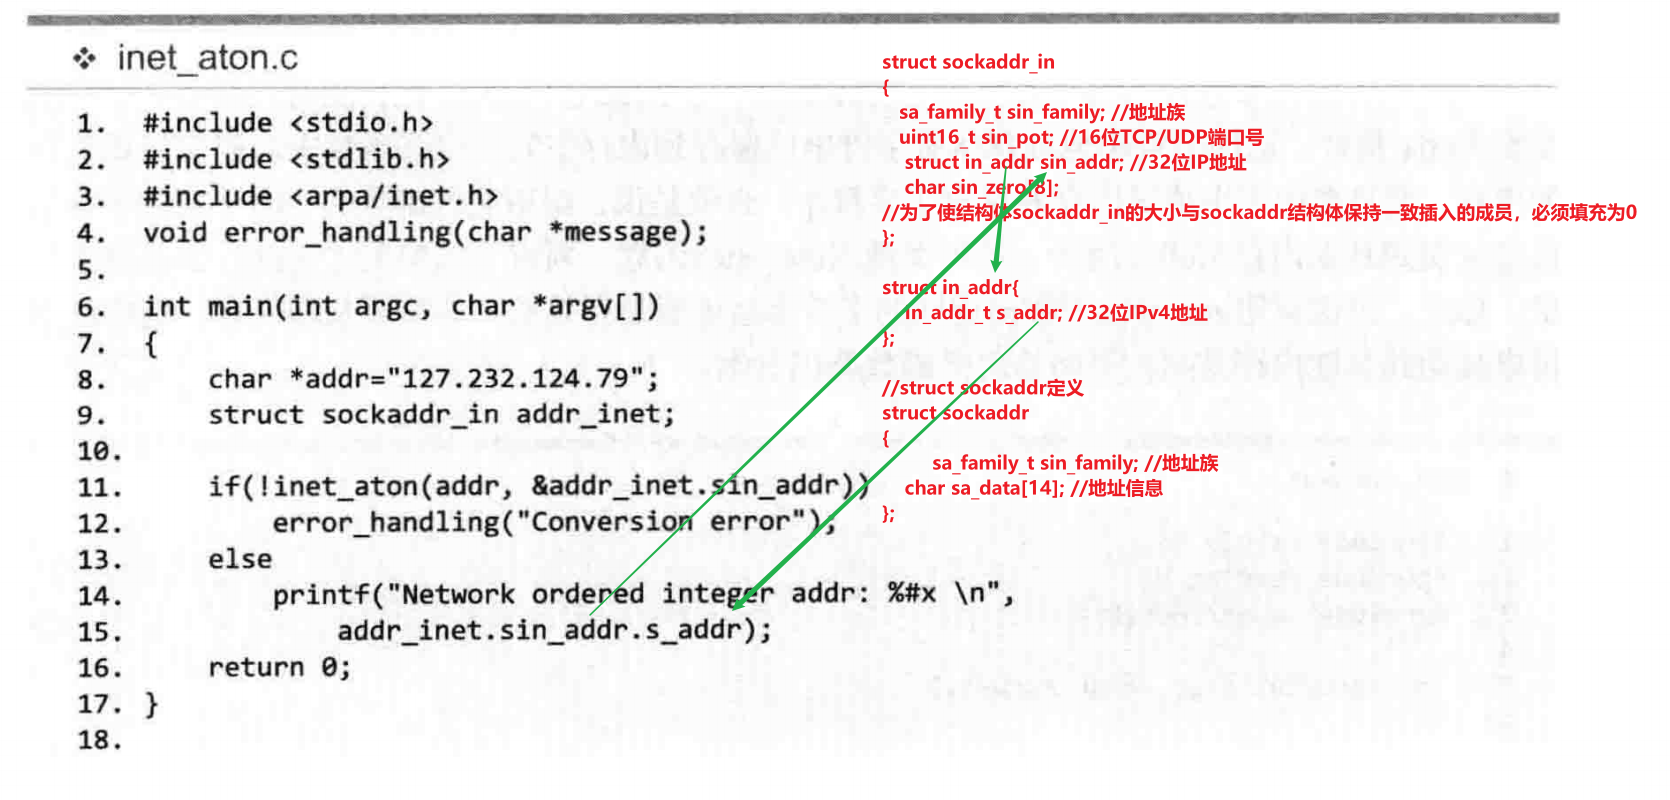 ❖ inet_aton.c
1. #include <stdio.h>
2. #include <stdlib.h>
3. #include <arpa/inet.h>
4. void error_handling(char *message);
5.
6. int main(int argc, char *argv[])
7. {
8. char *addr="127.232.124.79";
9. struct sockaddr_in addr_inet;
10.
11. if(!inet_aton(addr, &addr_inet.sin_addr))
12. error_handling("Conversion error");
13. else
14. printf("Network ordered integer addr: %#x \n",
15. addr_inet.sin_addr.s_addr);
16. return 0;
17. }
18.
struct sockaddr_in
{
sa_family_t sin_family; //地址族
uint16_t sin_pot; //16位TCP/UDP端口号
struct in_addr sin_addr; //32位IP地址
char sin_zero[8];
//为了使结构体sockaddr_in的大小与sockaddr结构体保持一致插入的成员，必须填充为0
};
struct in_addr{
in_addr_t s_addr; //32位IPv4地址
};
//struct sockaddr定义
struct sockaddr
{
sa_family_t sin_family; //地址族
char sa_data[14]; //地址信息
};